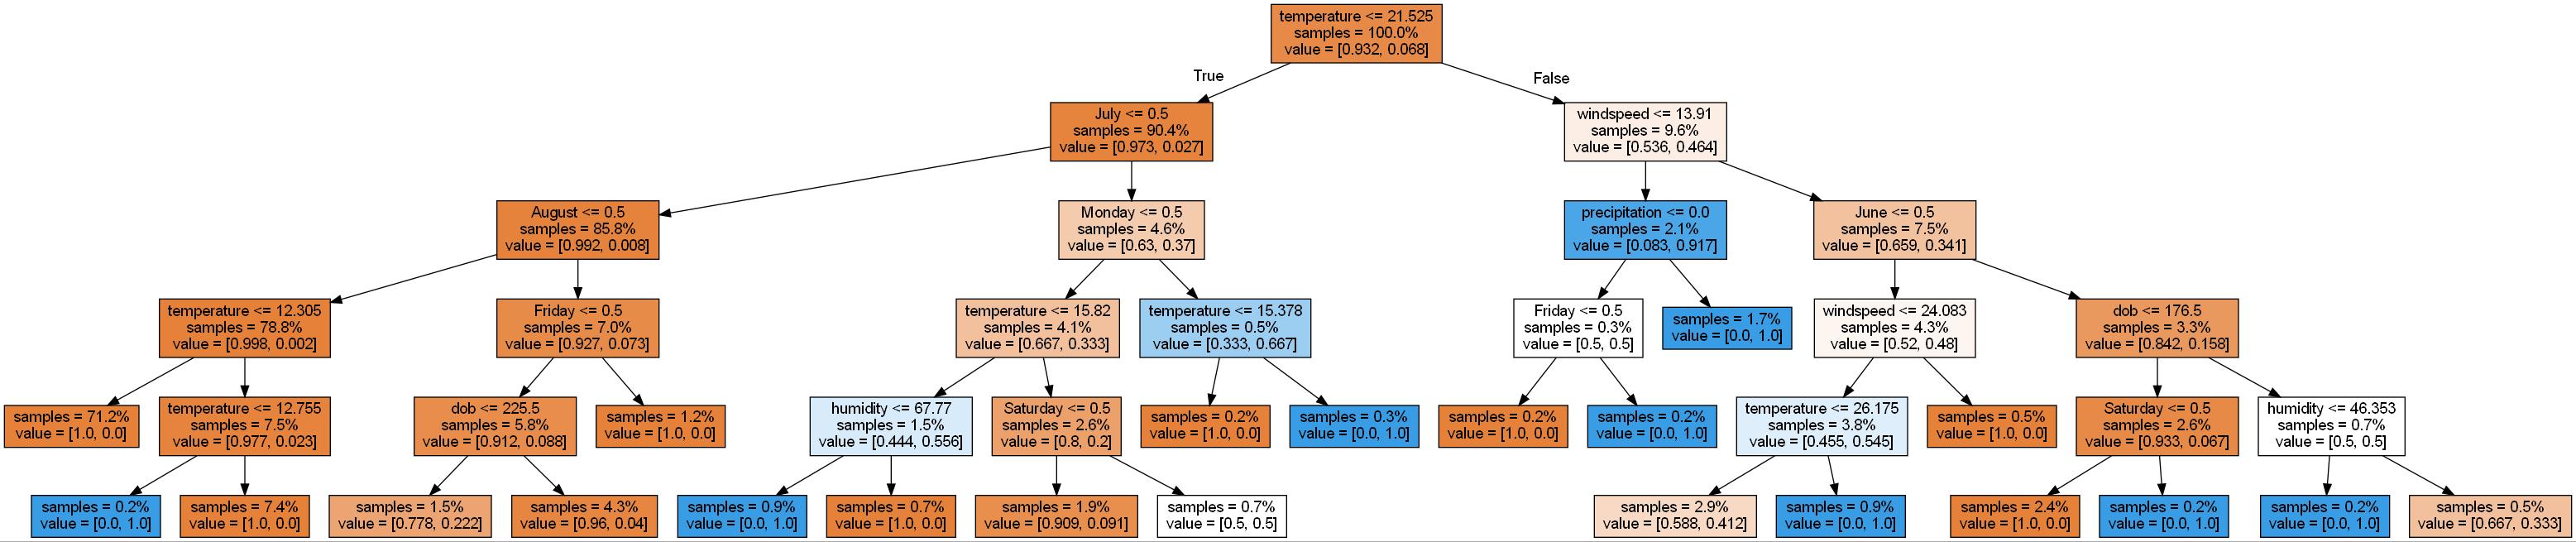 temperature <= 21.525
samples = 100.0%
value = [0.932, 0.068]
True
False
July <= 0.5
samples = 90.4%
value = [0.973, 0.027]
windspeed <= 13.91
samples = 9.6%
value = [0.536, 0.464]
August <= 0.5
samples = 85.8%
value = [0.992, 0.008]
Monday <= 0.5
samples = 4.6%
value = [0.63, 0.37]
precipitation <= 0.0
samples = 2.1%
value = [0.083, 0.917]
June <= 0.5
samples = 7.5%
value = [0.659, 0.341]
temperature <= 12.305
samples = 78.8%
value = [0.998, 0.002]
Friday <= 0.5
samples = 7.0%
value = [0.927, 0.073]
temperature <= 15.82
samples = 4.1%
value = [0.667, 0.333]
temperature <= 15.378
samples = 0.5%
value = [0.333, 0.667]
Friday <= 0.5
samples = 0.3%
value = [0.5, 0.5]
samples = 1.7%
value = [0.0, 1.0]
windspeed <= 24.083
samples = 4.3%
value = [0.52, 0.48]
dob <= 176.5
samples = 3.3%
value = [0.842, 0.158]
samples = 71.2%
value = [1.0, 0.0]
temperature <= 12.755
samples = 7.5%
value = [0.977, 0.023]
dob <= 225.5
samples = 5.8%
value = [0.912, 0.088]
samples = 1.2%
value = [1.0, 0.0]
humidity <= 67.77
samples = 1.5%
value = [0.444, 0.556]
Saturday <= 0.5
samples = 2.6%
value = [0.8, 0.2]
samples = 0.2%
value = [1.0, 0.0]
samples = 0.3%
value = [0.0, 1.0]
samples = 0.2%
value = [1.0, 0.0]
samples = 0.2%
value = [0.0, 1.0]
temperature <= 26.175
samples = 3.8%
value = [0.455, 0.545]
samples = 0.5%
value = [1.0, 0.0]
Saturday <= 0.5
samples = 2.6%
value = [0.933, 0.067]
humidity <= 46.353
samples = 0.7%
value = [0.5, 0.5]
samples = 0.2%
value = [0.0, 1.0]
samples = 7.4%
value = [1.0, 0.0]
samples = 1.5%
value = [0.778, 0.222]
samples = 4.3%
value = [0.96, 0.04]
samples = 0.9%
value = [0.0, 1.0]
samples = 0.7%
value = [1.0, 0.0]
samples = 1.9%
value = [0.909, 0.091]
samples = 0.7%
value = [0.5, 0.5]
samples = 2.9%
value = [0.588, 0.412]
samples = 0.9%
value = [0.0, 1.0]
samples = 2.4%
value = [1.0, 0.0]
samples = 0.2%
value = [0.0, 1.0]
samples = 0.2%
value = [0.0, 1.0]
samples = 0.5%
value = [0.667, 0.333]